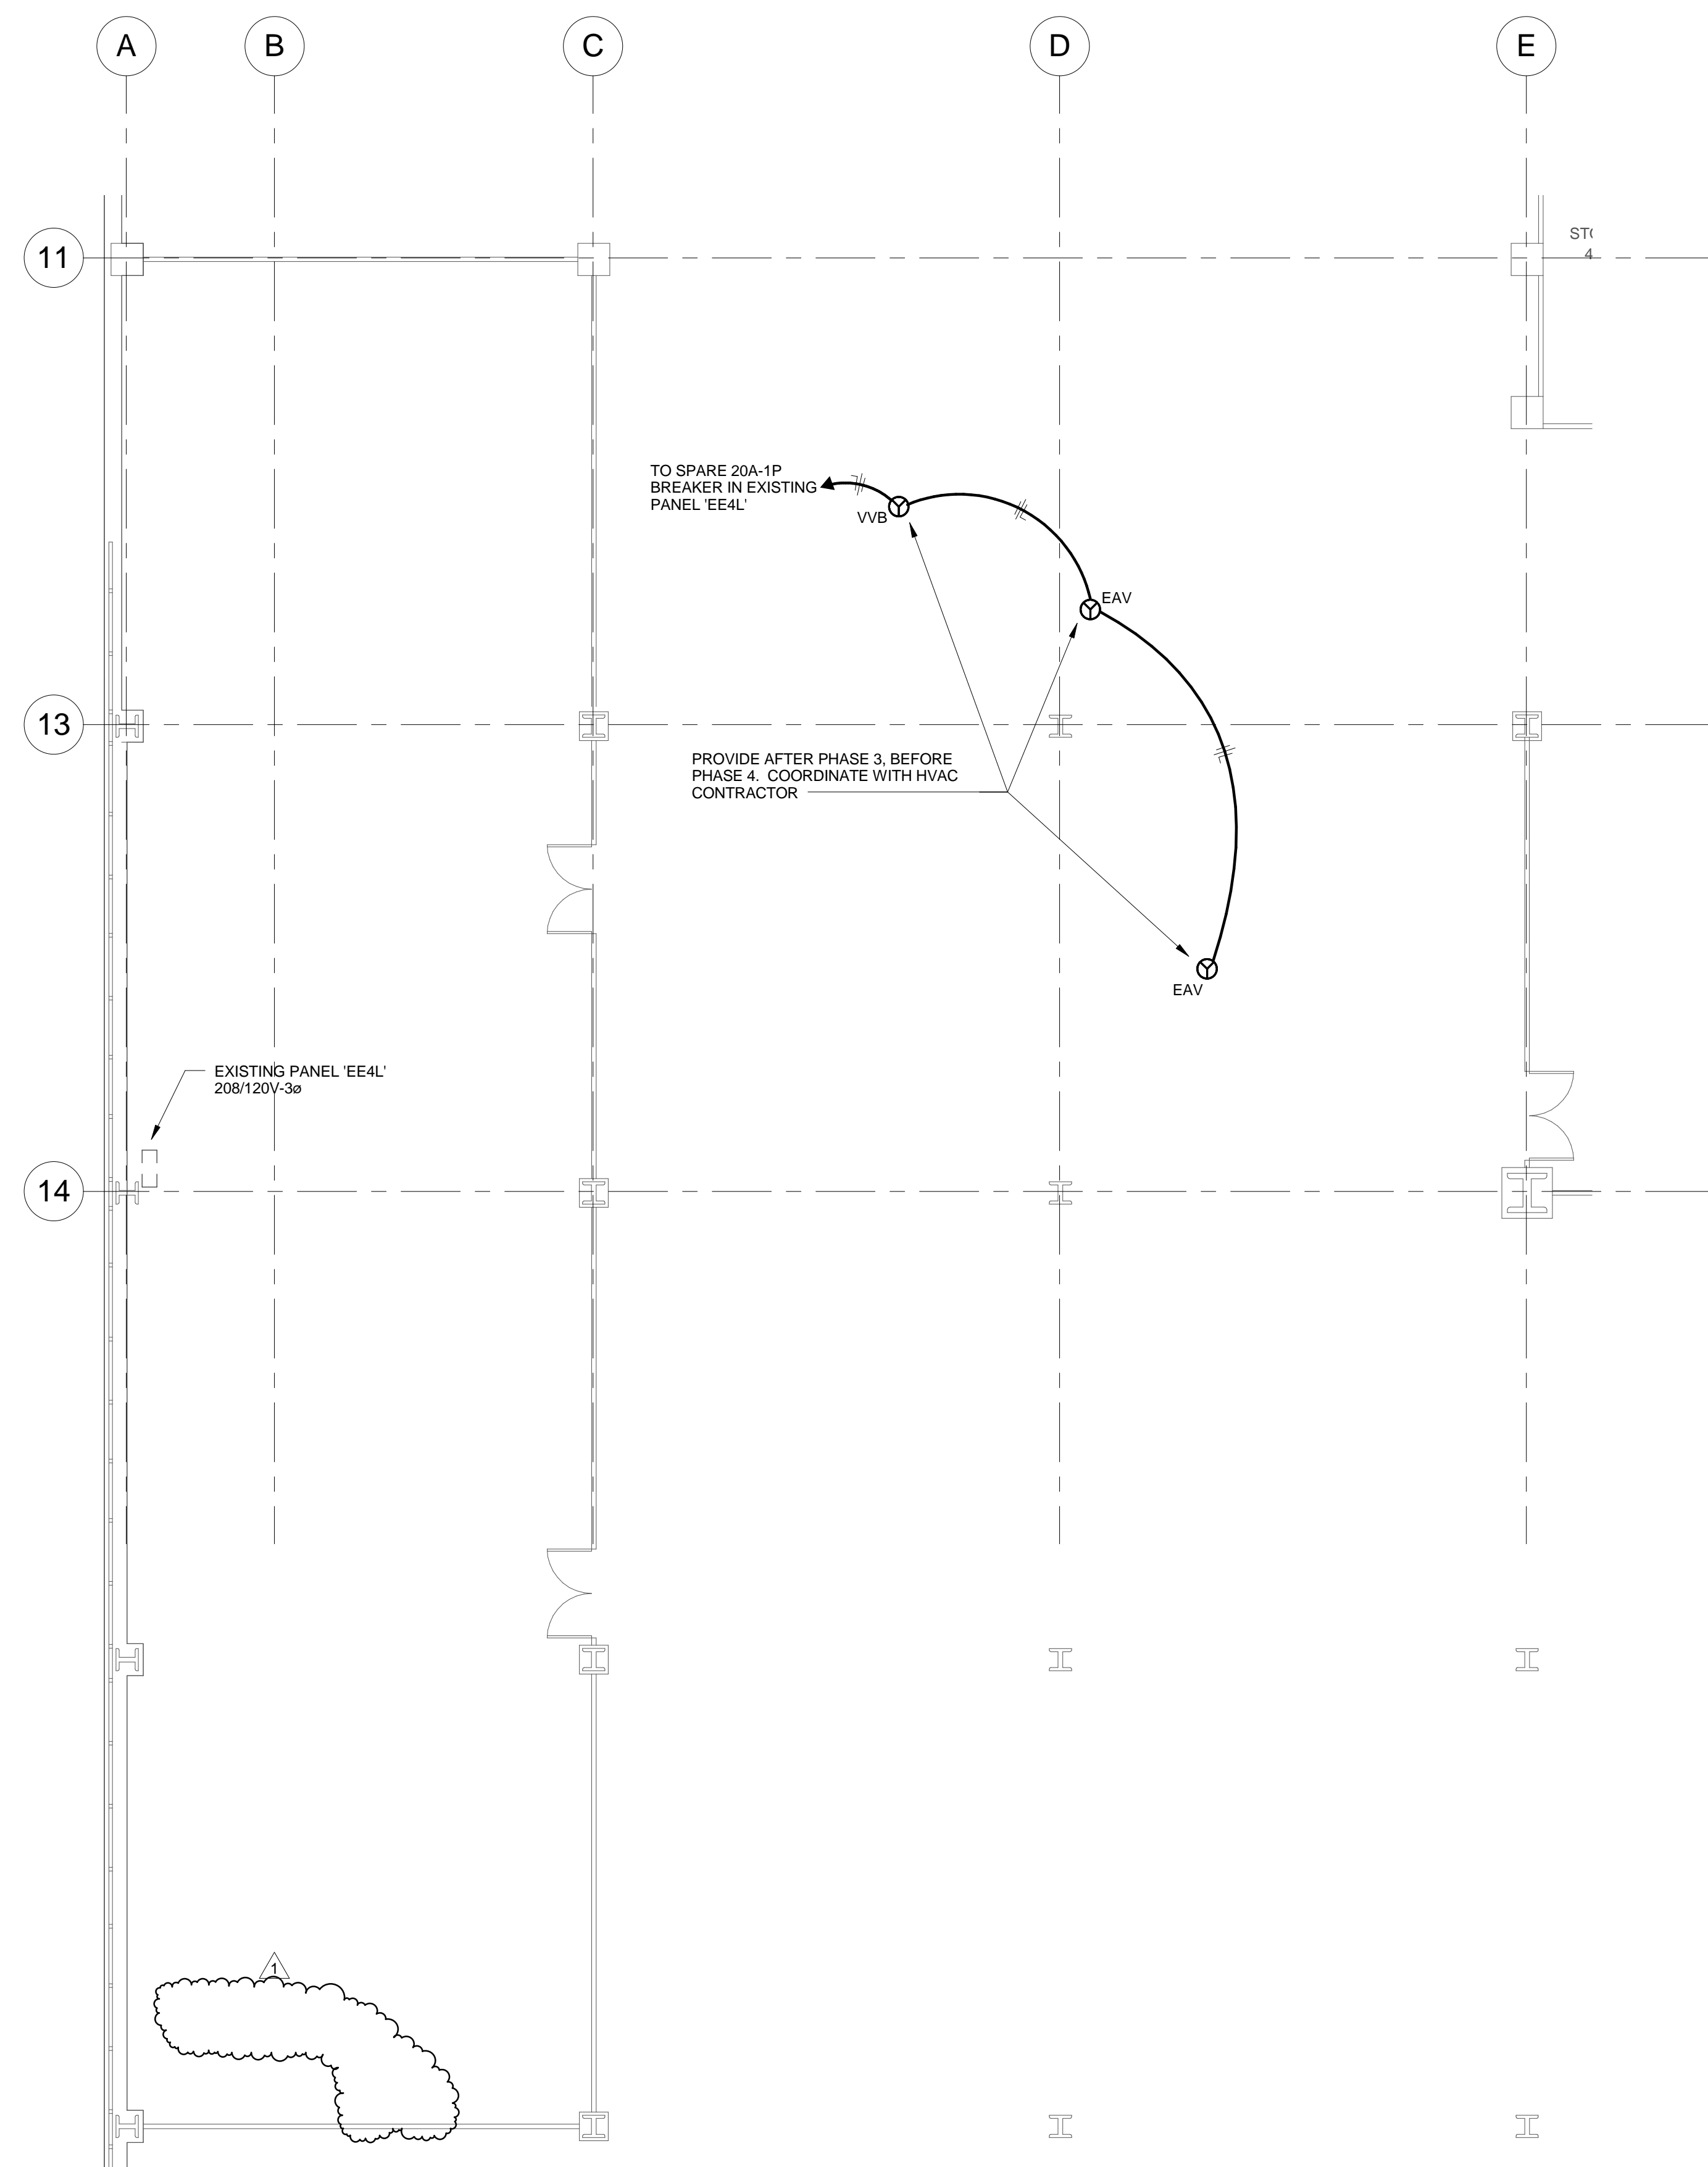 A
B
C
D
E
11
4
TO SPARE 20A-1P
BREAKER IN EXISTING
PANEL 'EE4L'
VVB
EAV
13
PROVIDE AFTER PHASE 3, BEFORE
PHASE 4. COORDINATE WITH HVAC
CONTRACTOR
EAV
EXISTING PANEL 'EE4L'
208/120V-3ø
14
1